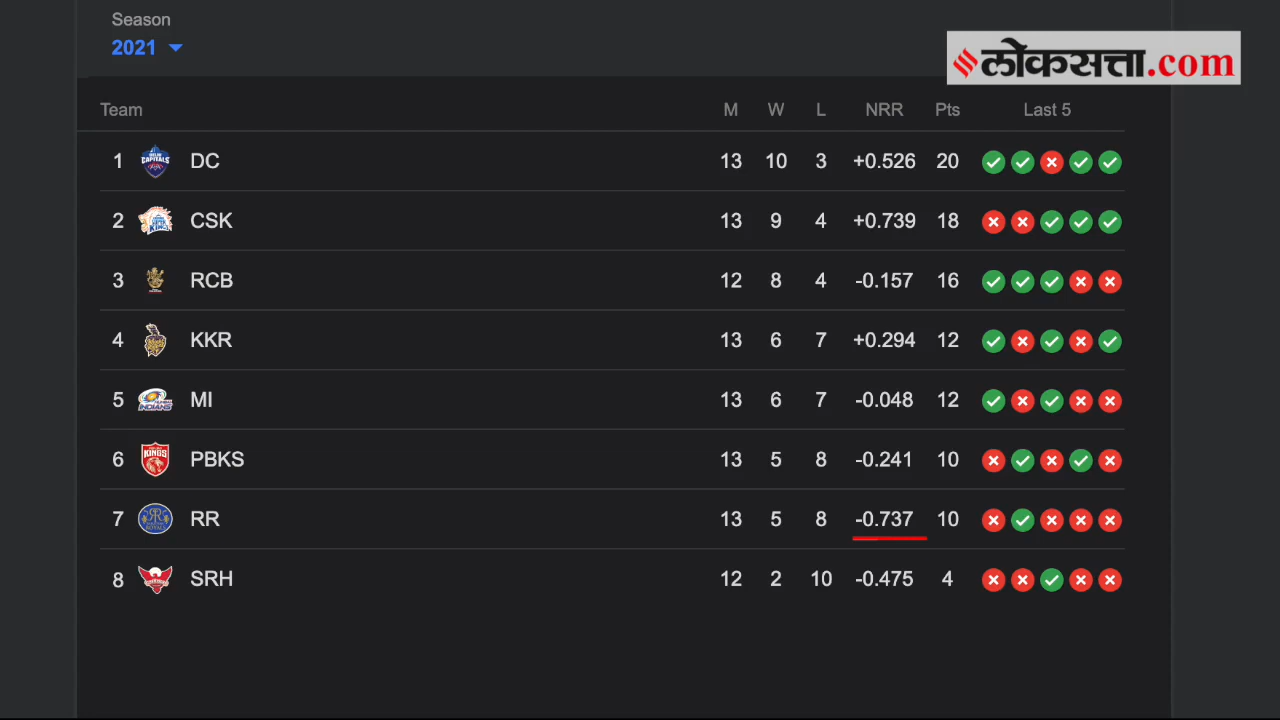 Season
2021
लोकसत्ता.com
Team M W L NRR Pts Last 5
1 DC 13 10 3 +0.526 20
2 CSK 13 9 4 +0.739 18
3 RCB 12 8 4 -0.157 16
4 KKR 13 6 7 +0.294 12
5 MI 13 6 7 -0.048 12
6 PBKS 13 5 8 -0.241 10
7 RR 13 5 8 -0.737 10
8 SRH 12 2 10 -0.475 4